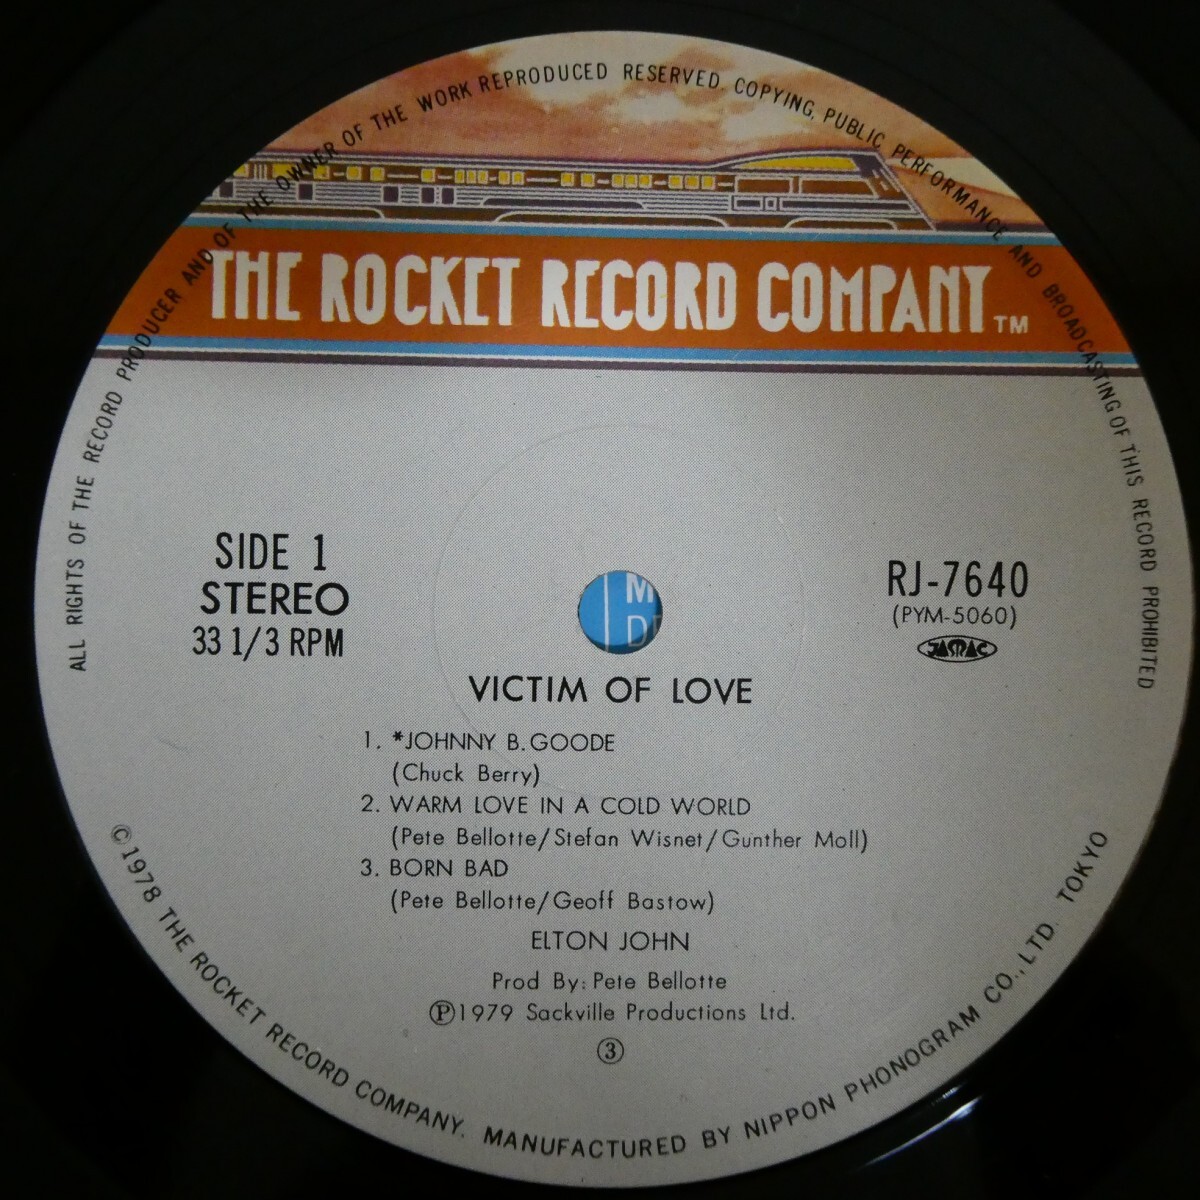 ALL RIGHTS OF THE RECORD PRODUCER AND OF THE OWNER OF THE WORK REPRODUCED RESERVED. COPYING, PUBLIC PERFORMANCE AND BROADCASTING OF THIS RECORD PROHIBITED
THE ROCKET RECORD COMPANY TM
SIDE 1
STEREO
33 1/3 RPM
RJ-7640
(PYM-5060)
JASRAC
VICTIM OF LOVE
1. *JOHNNY B. GOODE
(Chuck Berry)
2. WARM LOVE IN A COLD WORLD
(Pete Bellotte/Stefan Wisnet/Gunther Moll)
3. BORN BAD
(Pete Bellotte/Geoff Bastow)
ELTON JOHN
Prod By: Pete Bellotte
Ⓟ1979 Sackville Productions Ltd.
③
©1978 THE ROCKET RECORD COMPANY. MANUFACTURED BY NIPPON PHONOGRAM CO., LTD. TOKYO